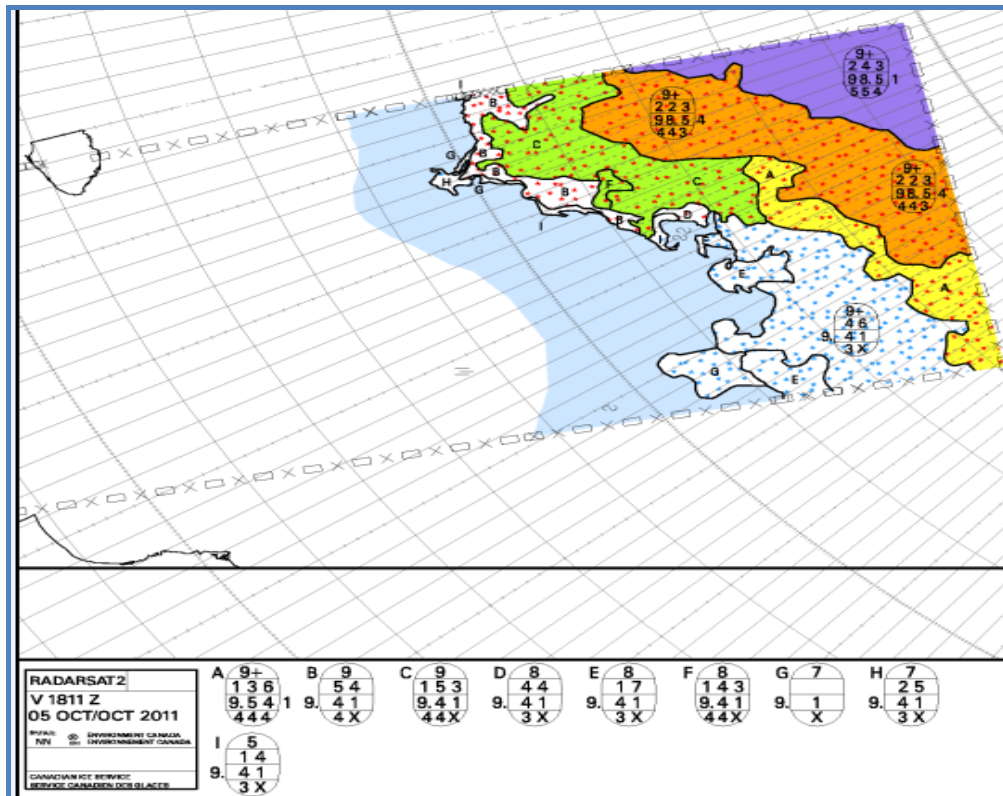 9+
2 4 3
9 8. 5 1
5 5 4
9+
2 2 3
9 8. 5 4
4 4 3
9+
2 2 3
9 8. 5 4
4 4 3
9+
4 6
9. 4 1
3 X
I
B
G
B
C
H
G
B
B
F
C
A
I
B
D
I
F
E
A
G
E
RADARSAT2
V 1811 Z
05 OCT/OCT 2011
NN
ENVIRONMENT CANADA
ENVIRONNEMENT CANADA
CANADIAN ICE SERVICE
SERVICE CANADIEN DES GLACES
A 9+
1 3 6
9. 5 4 1
4 4 4
B 9
5 4
9. 4 1
4 X
C 9
1 5 3
9. 4 1
4 4 X
D 8
4 4
9. 4 1
3 X
E 8
1 7
9. 4 1
3 X
F 8
1 4 3
9. 4 1
4 4 X
G 7
9. 1
X
H 7
2 5
9. 4 1
3 X
I 5
1 4
9. 4 1
3 X